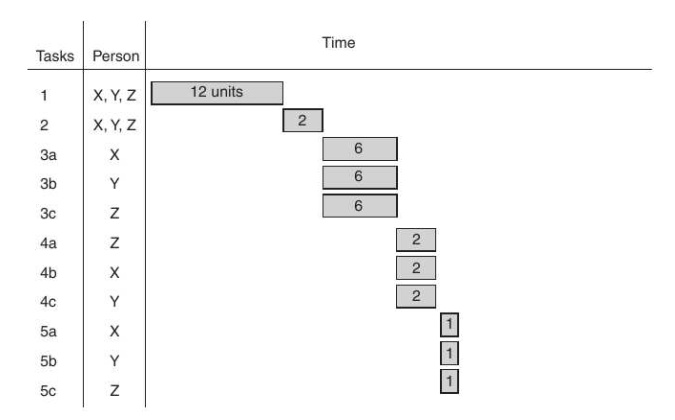 Time
Tasks Person
1 X, Y, Z 12 units
2 X, Y, Z 2
3a X 6
3b Y 6
3c Z 6
4a Z 2
4b X 2
4c Y 2
5a X 1
5b Y 1
5c Z 1